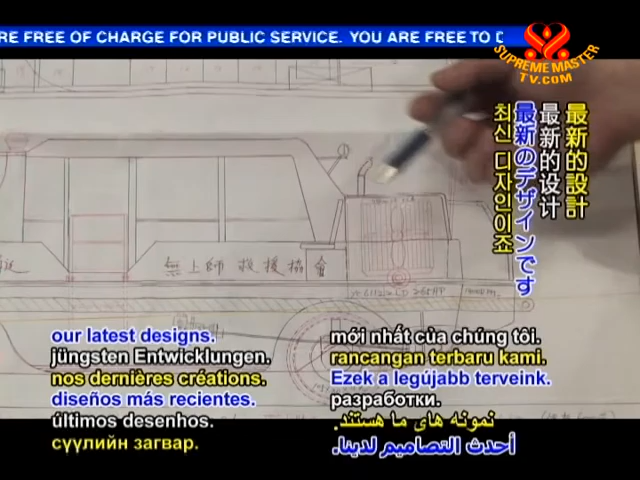 RE FREE OF CHARGE FOR PUBLIC SERVICE. YOU ARE FREE TO D
SUPREME MASTER
TV.COM
最新的設計
最新的设计
最新のデザインです
최신 디자인이죠
無上師 救援協會
our latest designs.
jüngsten Entwicklungen.
nos dernières créations.
diseños más recientes.
últimos desenhos.
сүүлийн загвар.
mới nhất của chúng tôi.
rancangan terbaru kami.
Ezek a legújabb terveink.
разработки.
نمونه های ما هستند.
أحدث التصاميم لدينا.